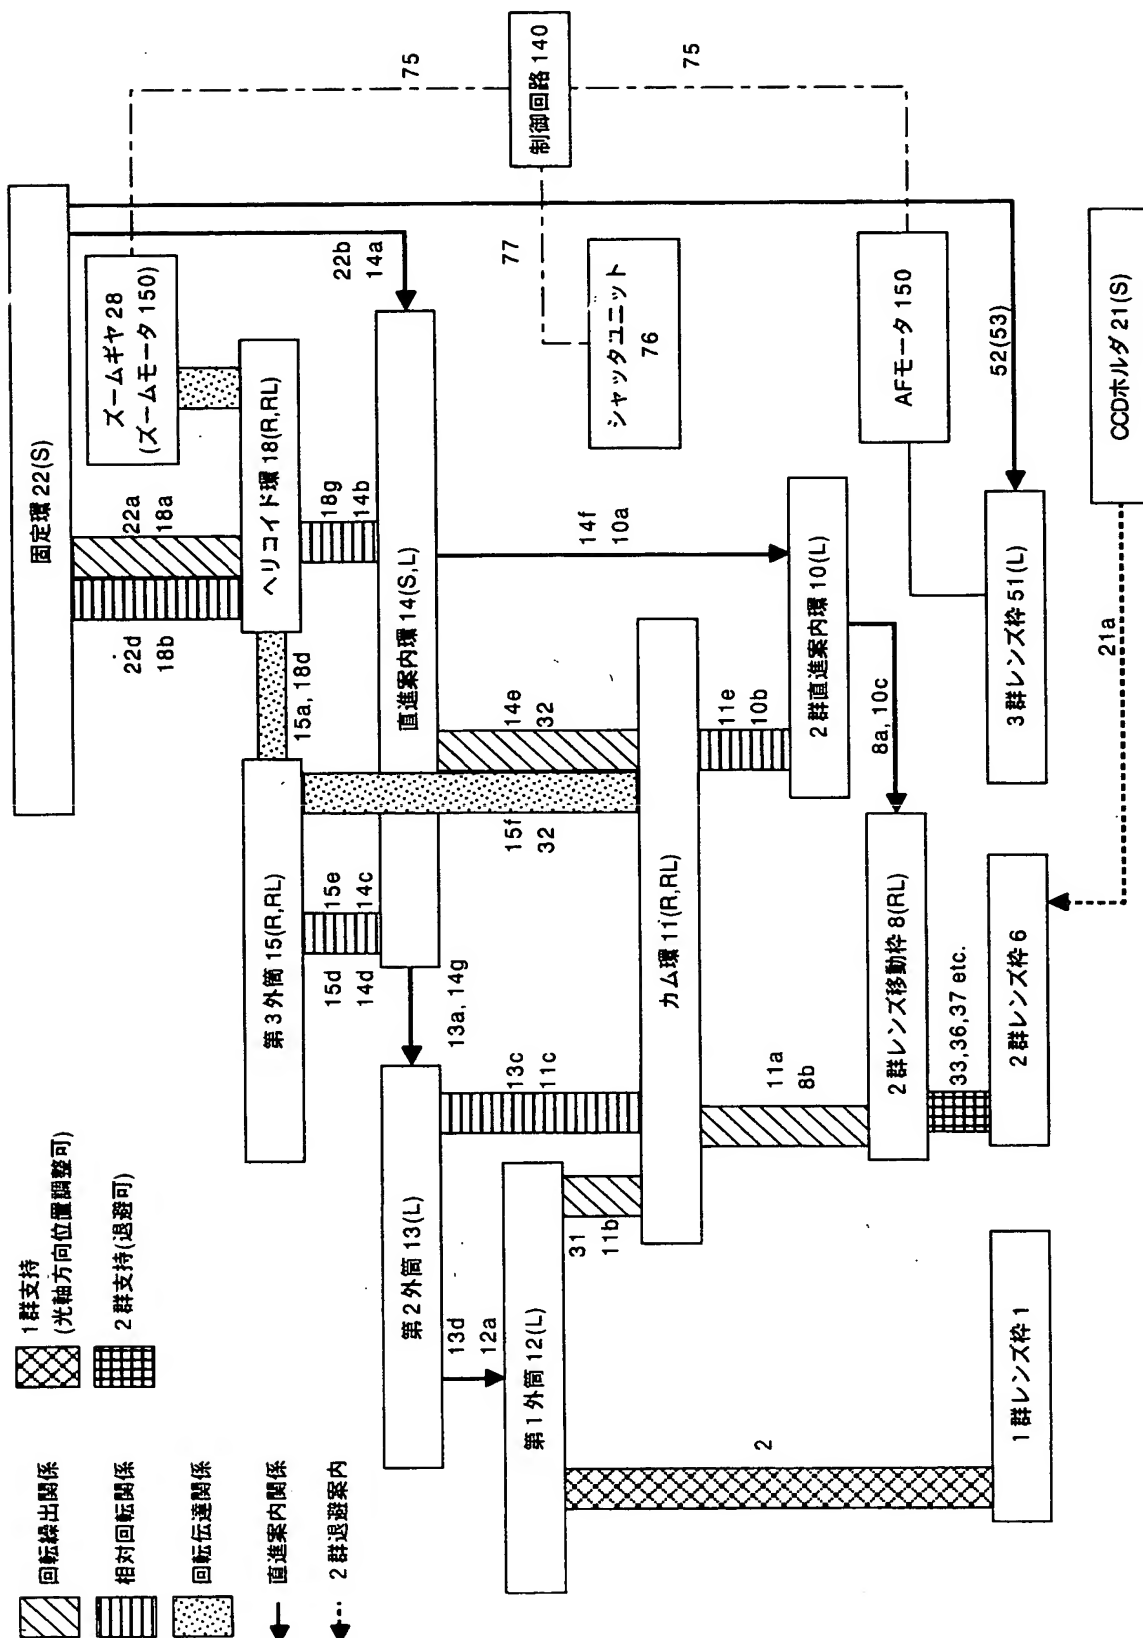 固定環 22(S)
ズームギヤ 28
(ズームモータ 150)
75
制御回路 140
75
77
シャッタユニット
76
AFモータ 150
52(53)
CCDホルダ 21(S)
21a
22a
18a
22d
18b
ヘリコイド環 18(R,RL)
22b
14a
18g
14b
15a, 18d
直進案内環 14(S,L)
第3外筒 15(R,RL)
15e
14c
15d
14d
14e
32
15f
32
14f
10a
13a, 14g
第2外筒 13(L)
13c
11c
カム環 11(R,RL)
11e
10b
2群直進案内環 10(L)
8a, 10c
3群レンズ枠 51(L)
13d
12a
第1外筒 12(L)
31
11b
11a
8b
2群レンズ移動枠 8(RL)
33,36,37 etc.
2群レンズ枠 6
2
1群レンズ枠 1
回転繰出関係
相対回転関係
回転伝達関係
直進案内関係
2群退避案内
1群支持
(光軸方向位置調整可)
2群支持(退避可)